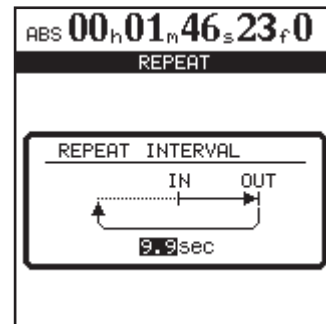 ABS 00h01m46s23f0
REPEAT
REPEAT INTERVAL
IN OUT
9.9sec